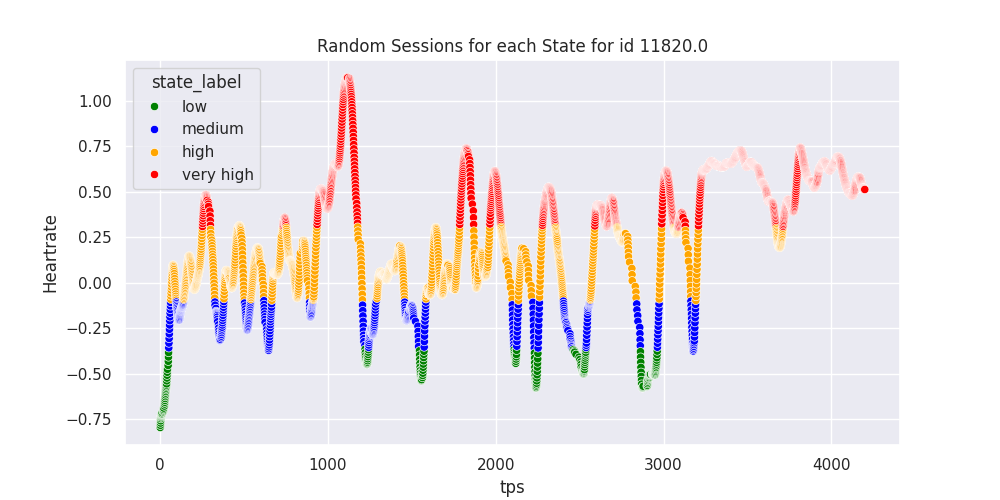 Random Sessions for each State for id 11820.0
state_label
low
medium
high
very high
Heartrate
1.00
0.75
0.50
0.25
0.00
−0.25
−0.50
−0.75
0 1000 2000 3000 4000
tps